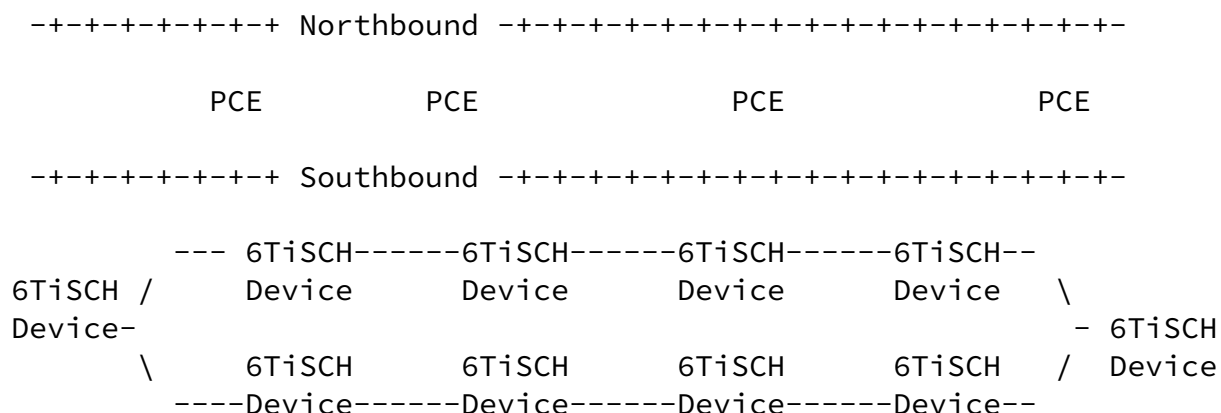 -+-+-+-+-+-+ Northbound -+-+-+-+-+-+-+-+-+-+-+-+-+-+-
PCE PCE PCE PCE
-+-+-+-+-+-+ Southbound -+-+-+-+-+-+-+-+-+-+-+-+-+-+-
--- 6TiSCH------6TiSCH------6TiSCH------6TiSCH--
6TiSCH / Device Device Device Device \
Device- - 6TiSCH
\ 6TiSCH 6TiSCH 6TiSCH 6TiSCH / Device
----Device------Device------Device------Device--